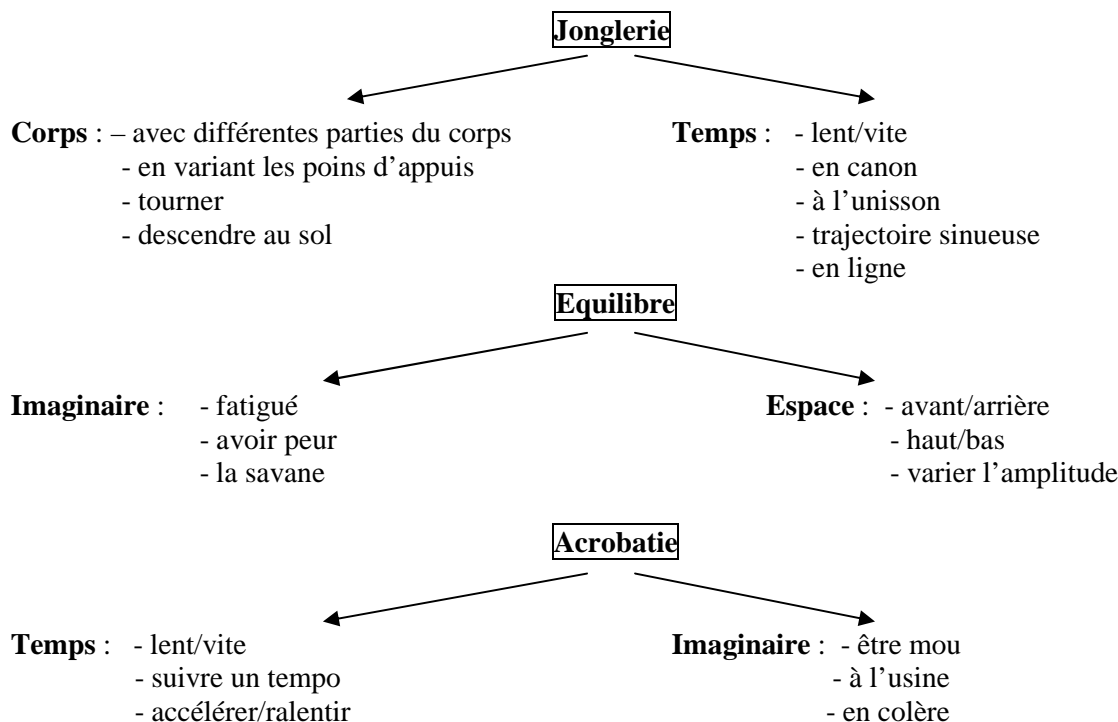 Jonglerie
Corps : – avec différentes parties du corps
- en variant les poins d’appuis
- tourner
- descendre au sol
Temps : - lent/vite
- en canon
- à l’unisson
- trajectoire sinueuse
- en ligne
Equilibre
Imaginaire : - fatigué
- avoir peur
- la savane
Espace : - avant/arrière
- haut/bas
- varier l’amplitude
Acrobatie
Temps : - lent/vite
- suivre un tempo
- accélérer/ralentir
Imaginaire : - être mou
- à l’usine
- en colère